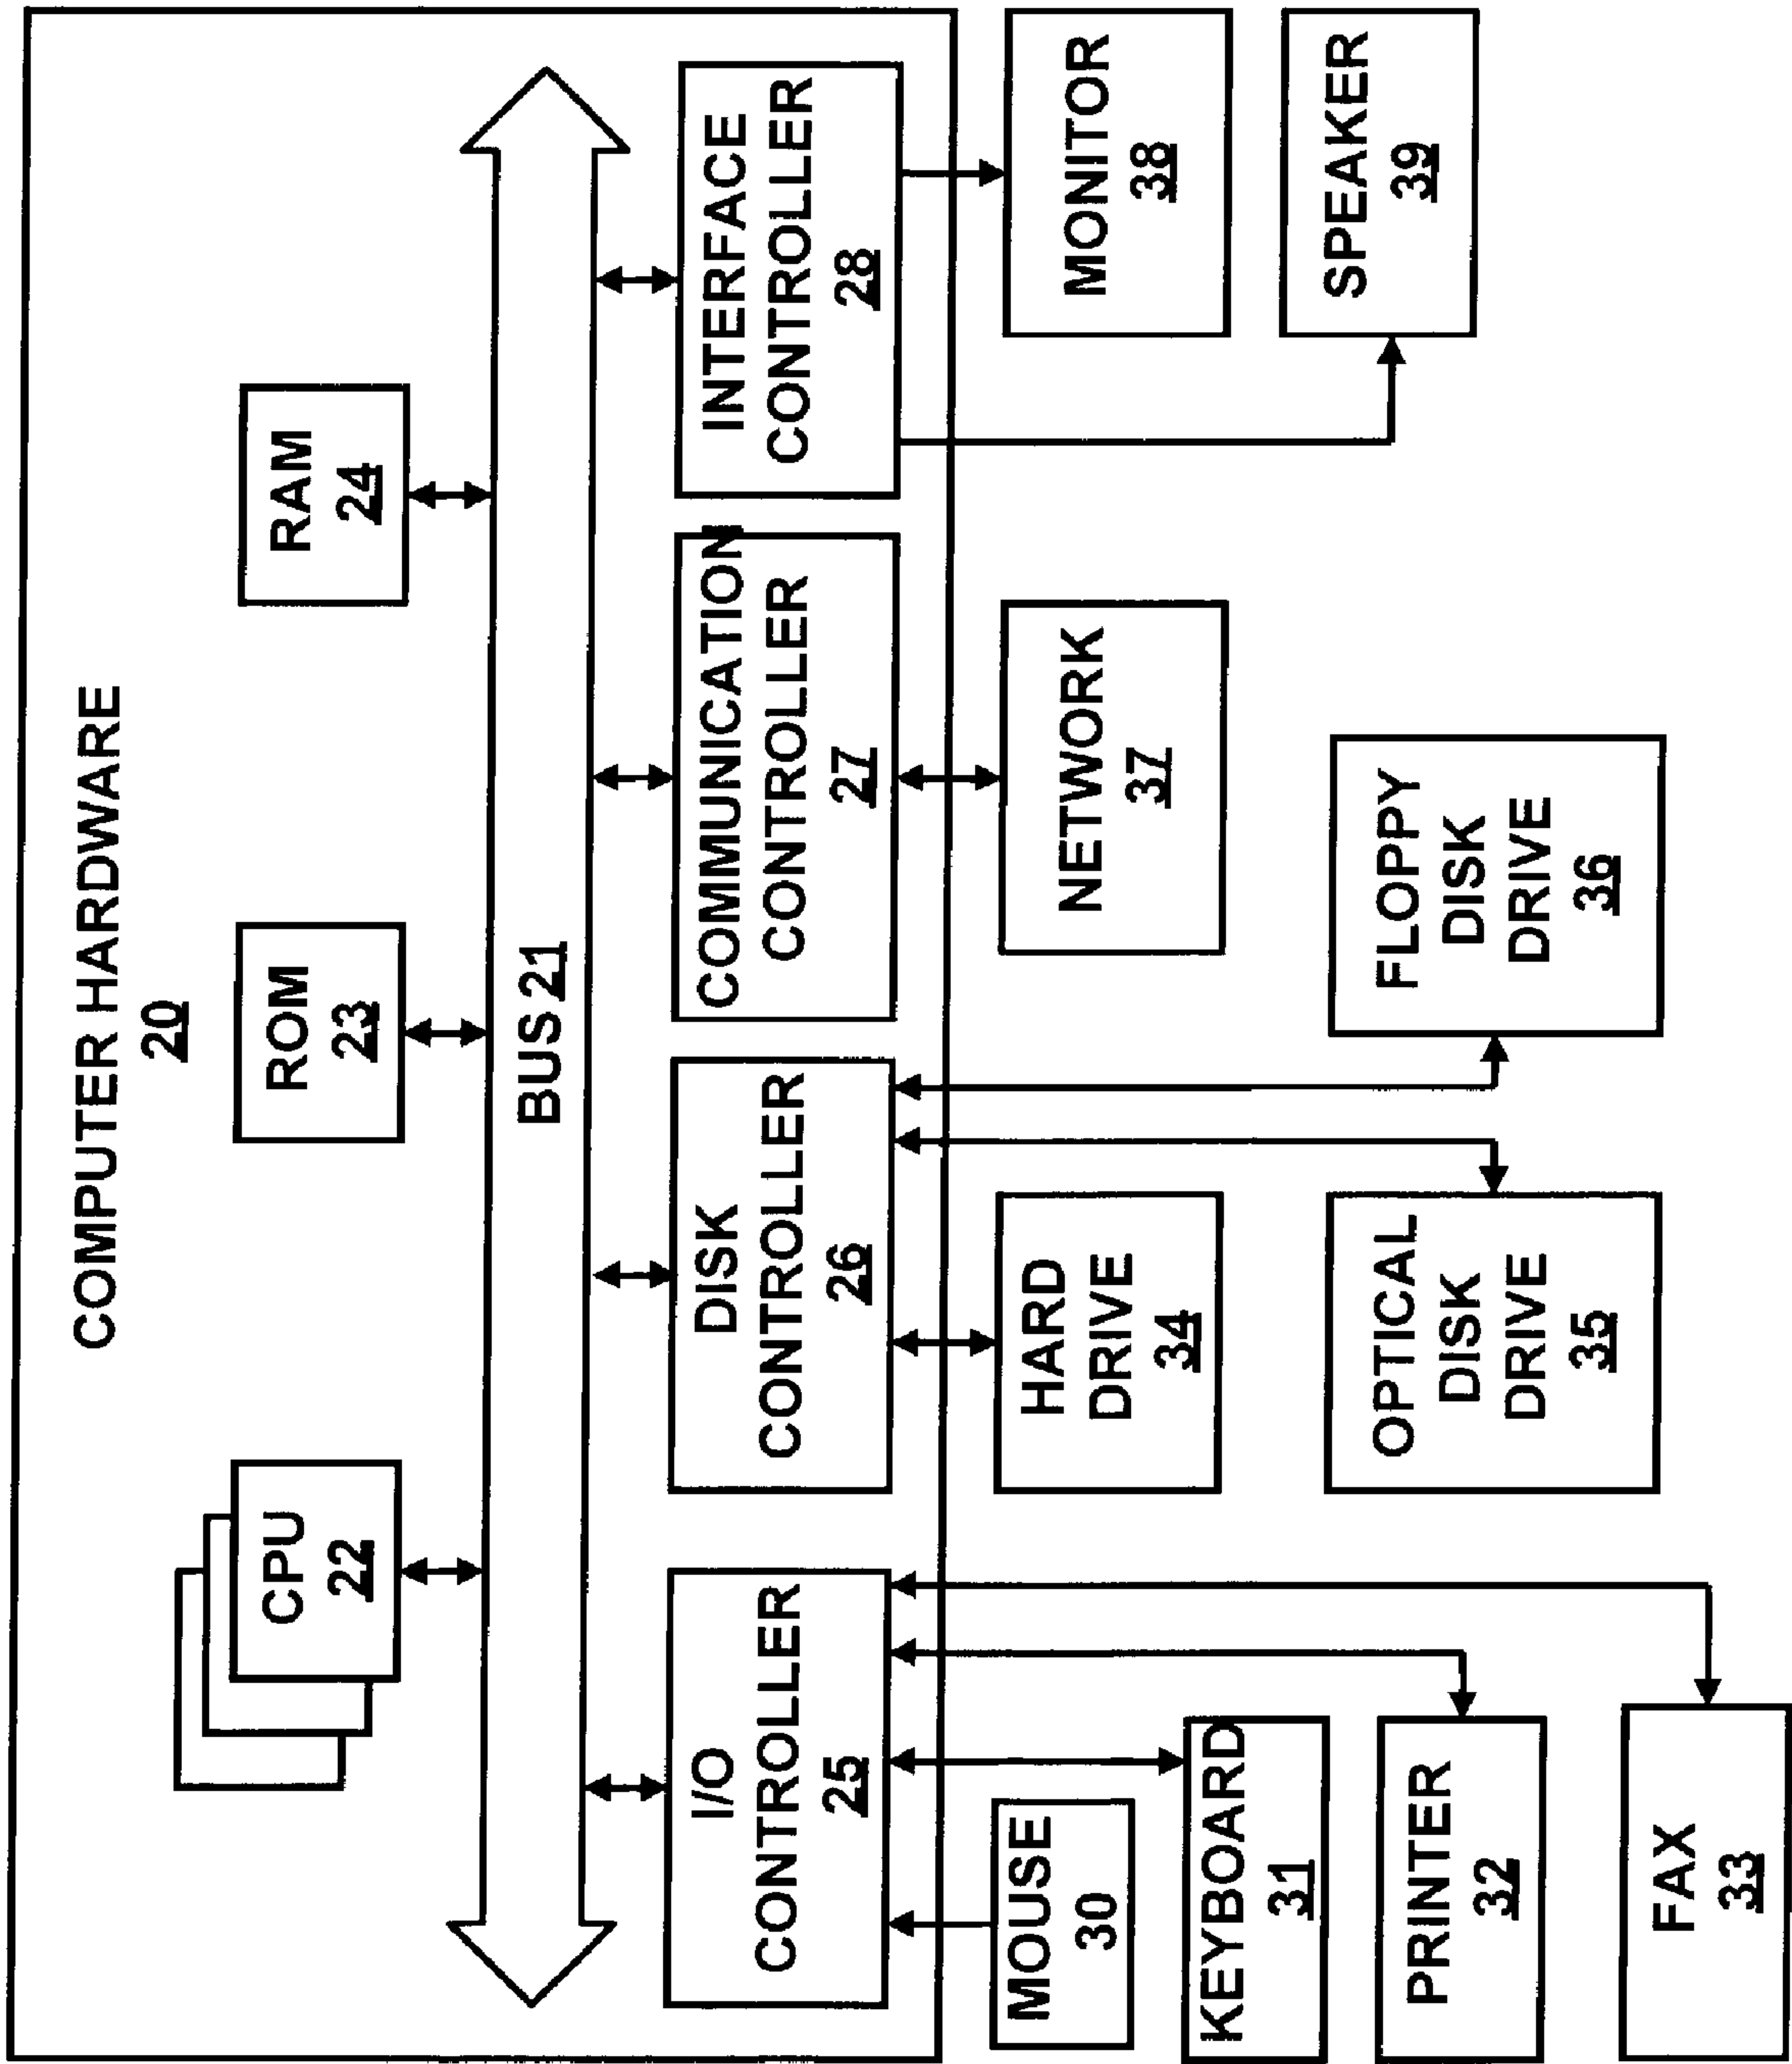 COMPUTER HARDWARE
20
CPU
22
ROM
23
RAM
24
BUS 21
I/O
CONTROLLER
25
DISK
CONTROLLER
26
COMMUNICATION
CONTROLLER
27
INTERFACE
CONTROLLER
28
MOUSE
30
KEYBOARD
31
PRINTER
32
FAX
33
HARD
DRIVE
34
OPTICAL
DISK
DRIVE
35
FLOPPY
DISK
DRIVE
36
NETWORK
37
MONITOR
38
SPEAKER
39